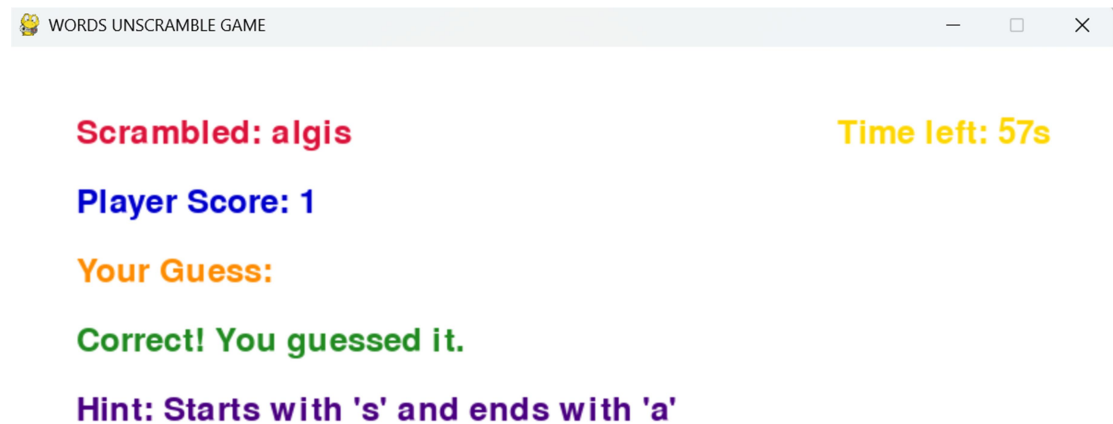 WORDS UNSCRAMBLE GAME
Scrambled: algis
Time left: 57s
Player Score: 1
Your Guess:
Correct! You guessed it.
Hint: Starts with 's' and ends with 'a'